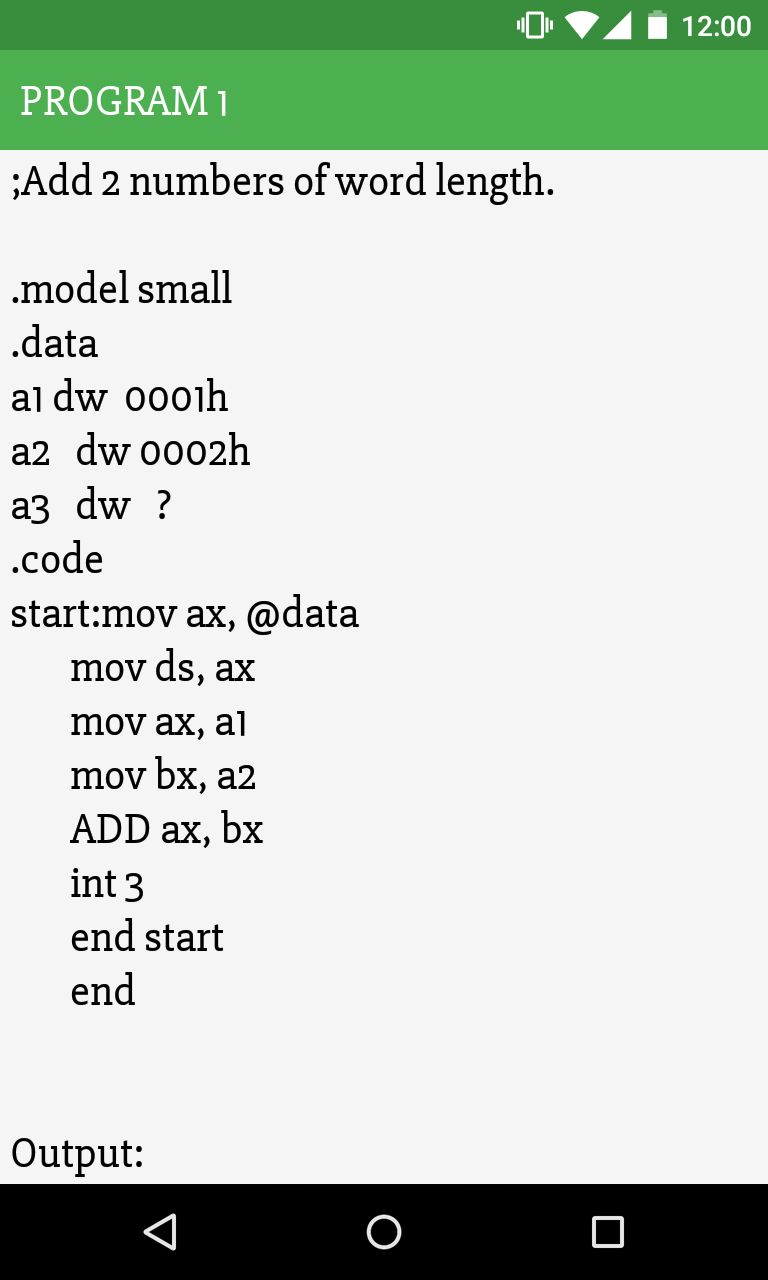 12:00
PROGRAM 1
;Add 2 numbers of word length.
.model small
.data
a1 dw  0001h
a2   dw 0002h
a3   dw   ?
.code
start:mov ax, @data
mov ds, ax
mov ax, a1
mov bx, a2
ADD ax, bx
int 3
end start
end
Output: